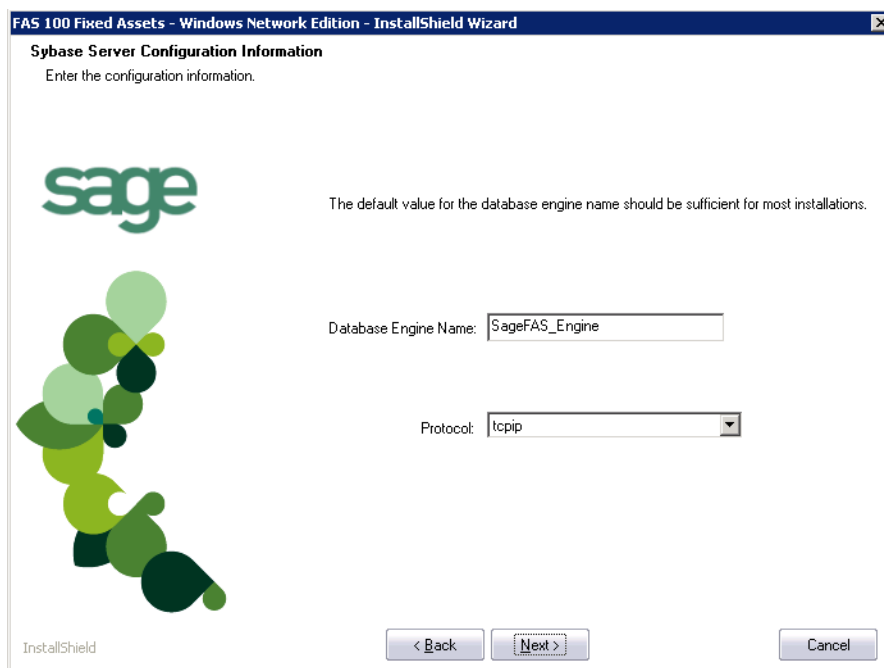 FAS 100 Fixed Assets - Windows Network Edition - InstallShield Wizard
Sybase Server Configuration Information
Enter the configuration information.
sage
The default value for the database engine name should be sufficient for most installations.
Database Engine Name: SageFAS_Engine
Protocol: tcpip
InstallShield
< Back Next > Cancel